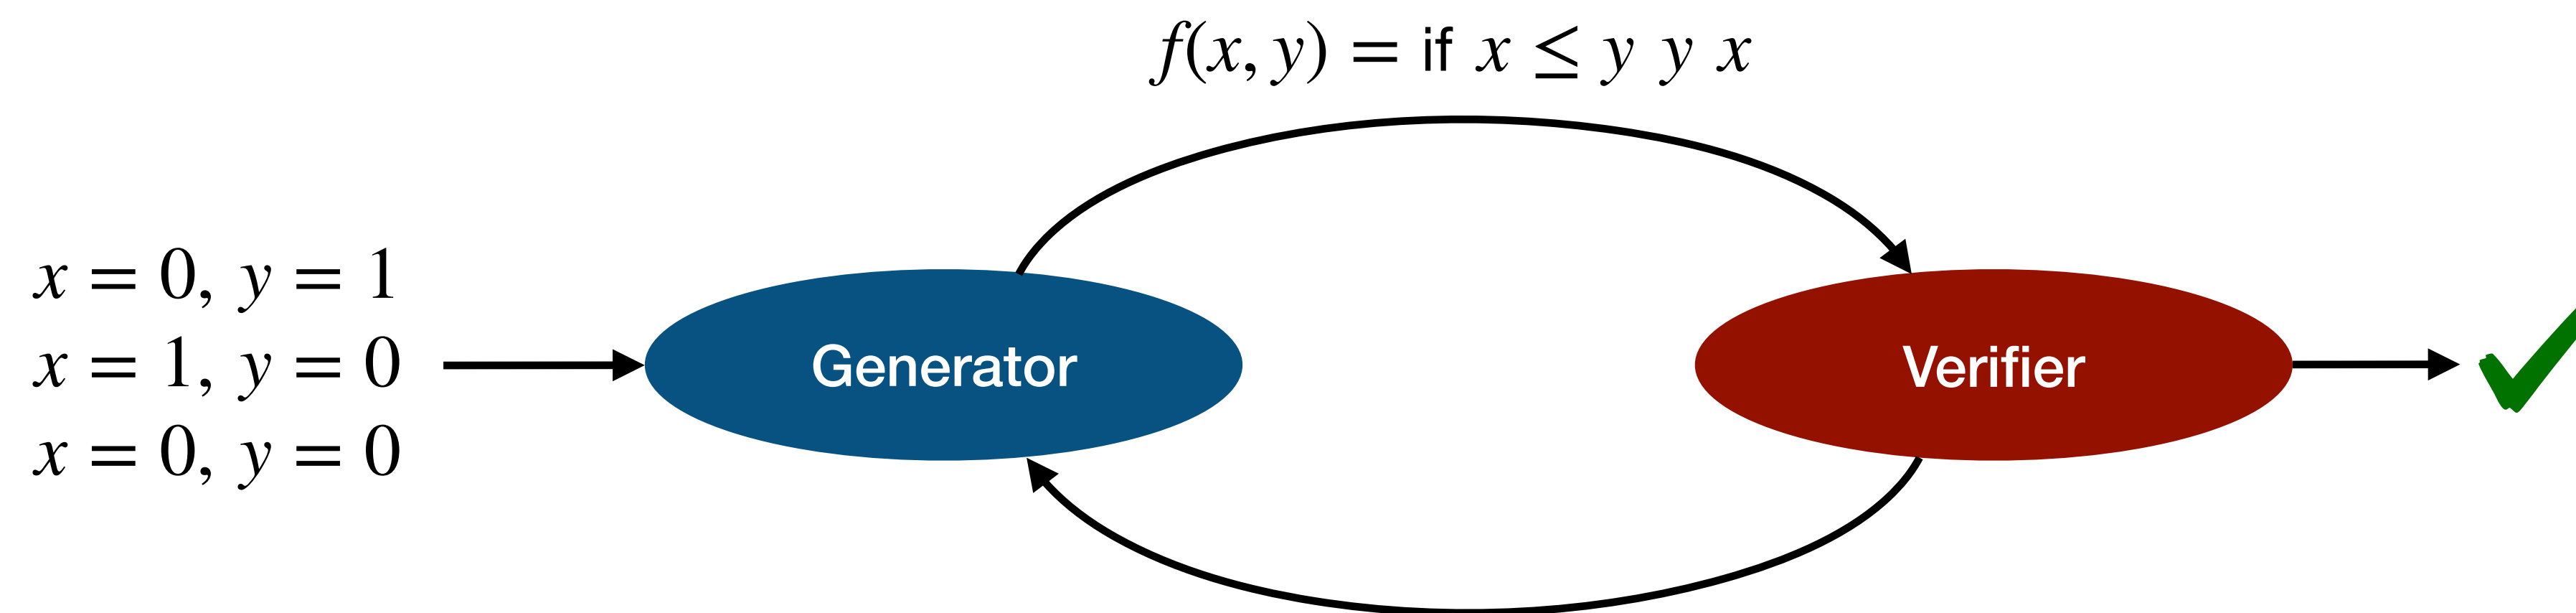 f(x, y) = if x ≤ y y x
x = 0, y = 1
x = 1, y = 0
x = 0, y = 0
Generator
Verifier